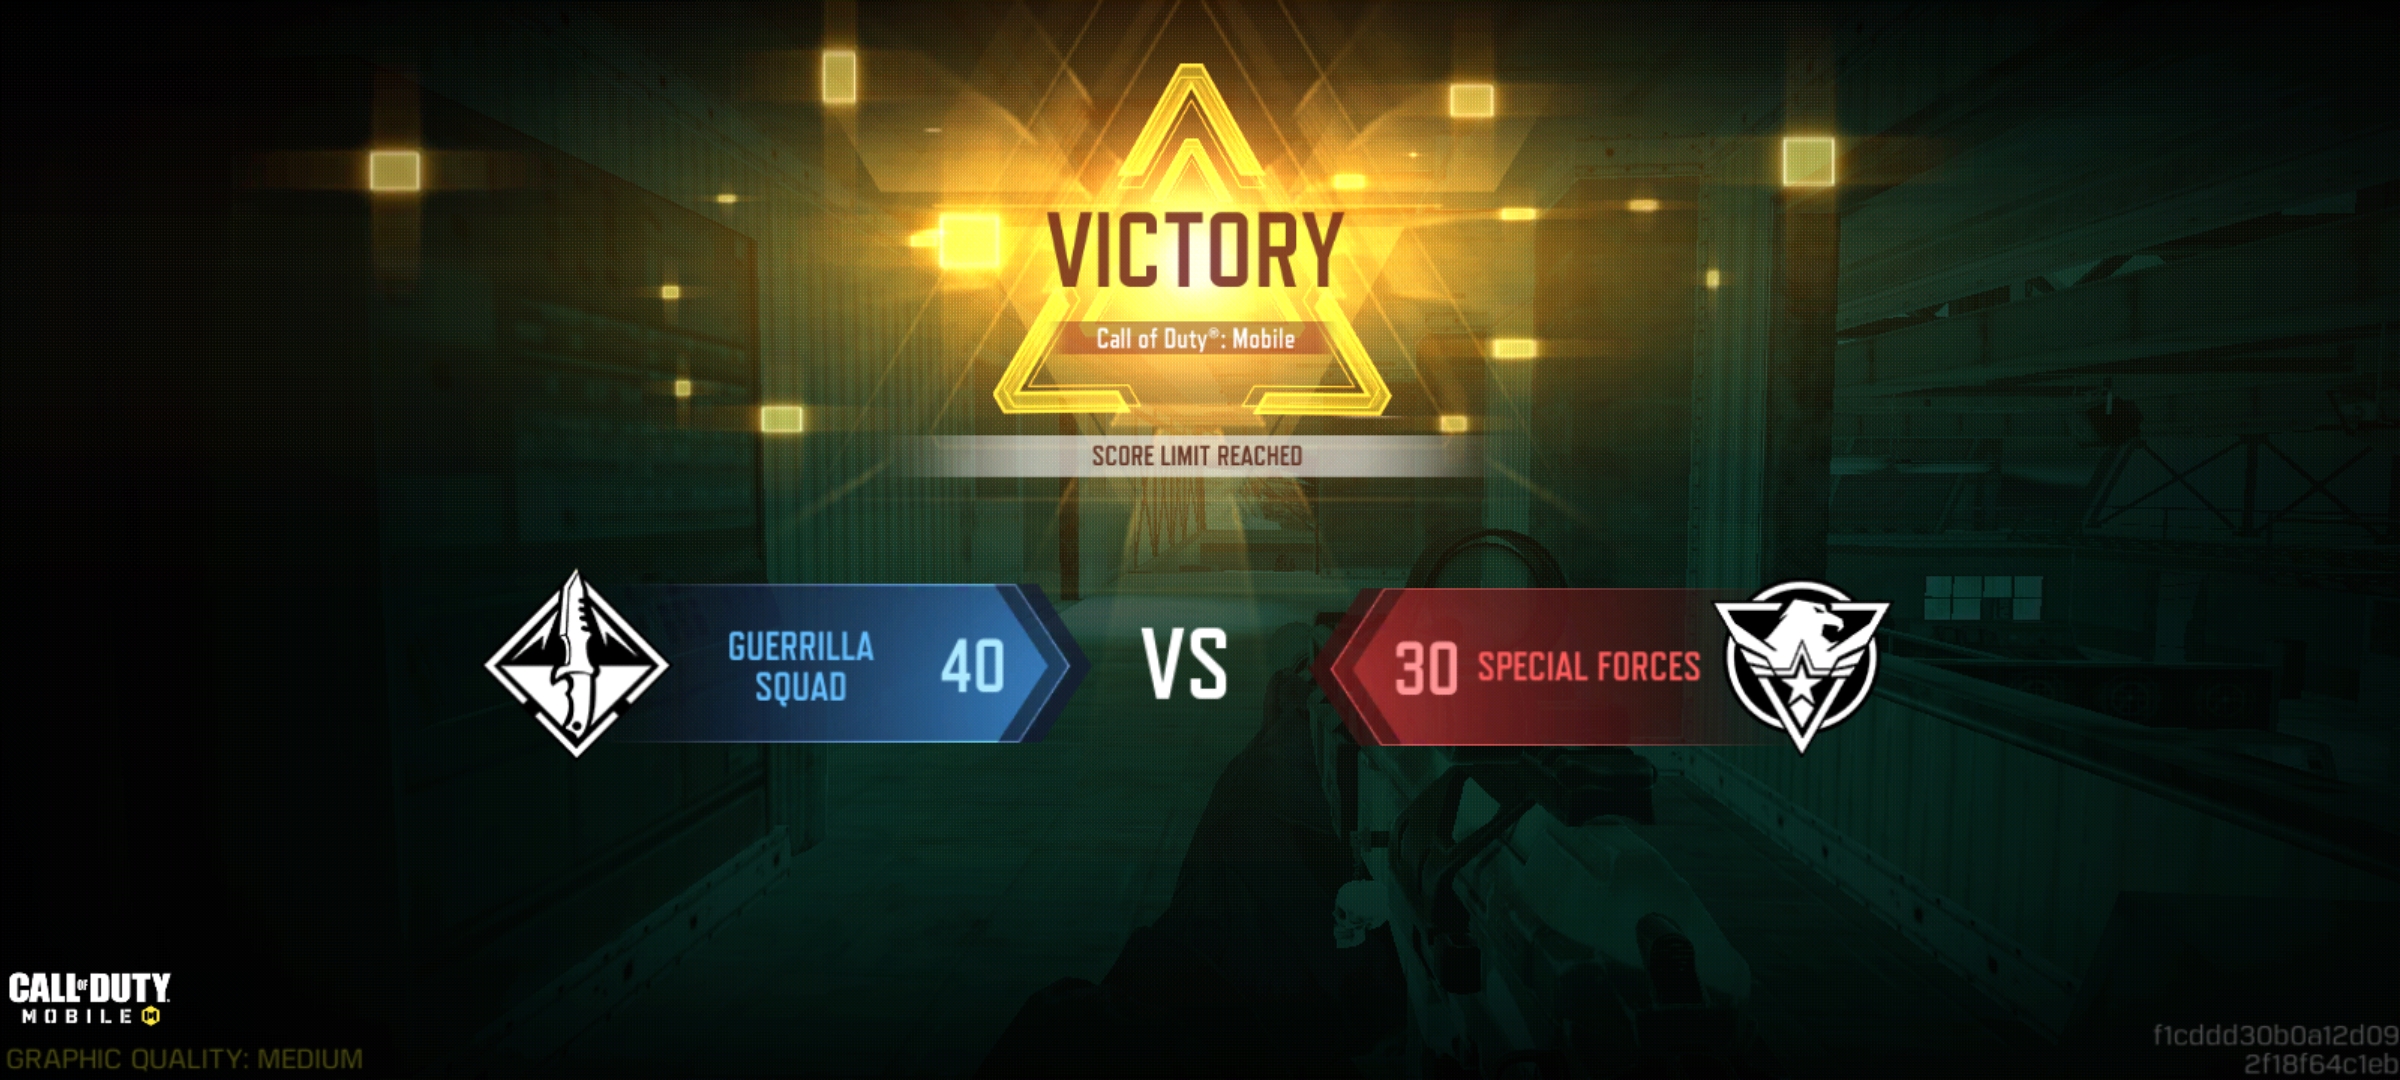 VICTORY
Call of Duty®: Mobile
SCORE LIMIT REACHED
GUERRILLA
SQUAD
40
VS
30 SPECIAL FORCES
CALL OF DUTY
MOBILE
GRAPHIC QUALITY: MEDIUM
f1cddd30b0a12d09
2f18f64c1eb